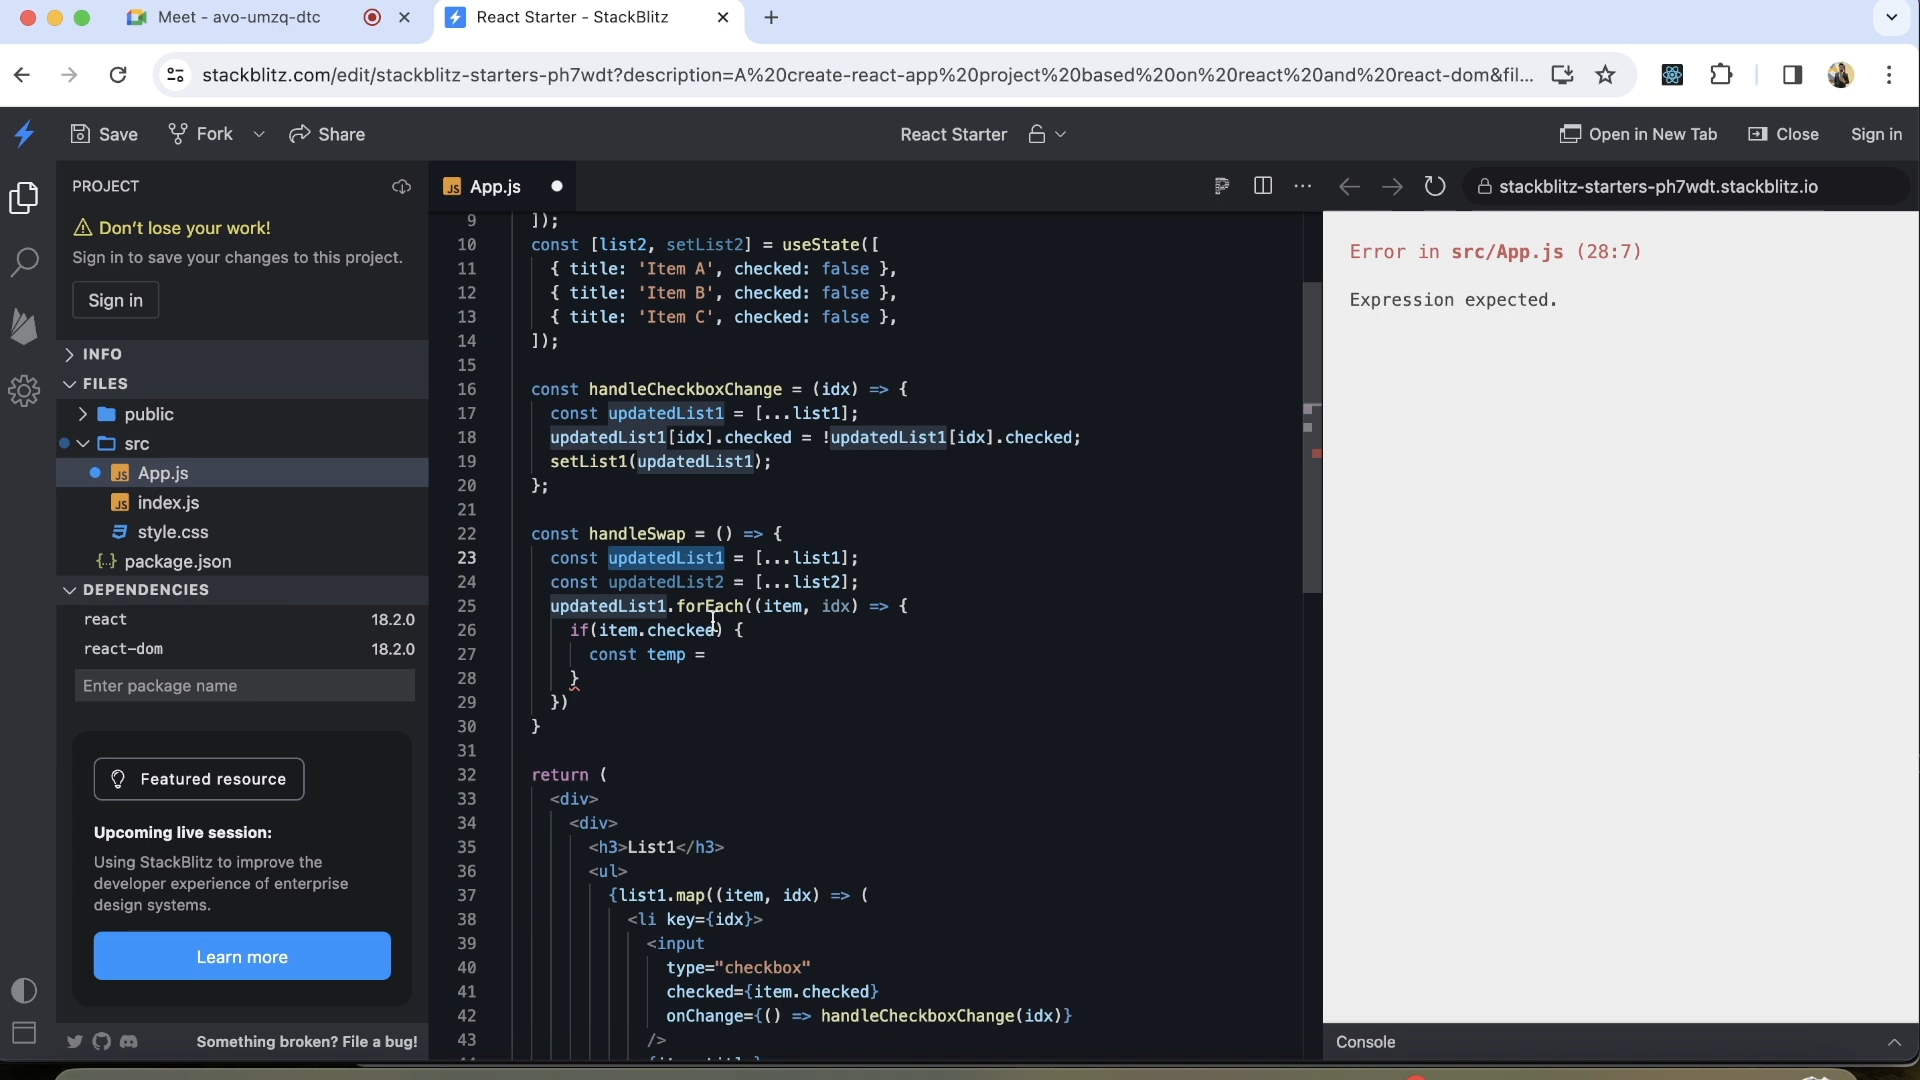 Meet - avo-umzq-dtc
React Starter - StackBlitz
stackblitz.com/edit/stackblitz-starters-ph7wdt?description=A%20create-react-app%20project%20based%20on%20react%20and%20react-dom&fil...
Save
Fork
Share
React Starter
Open in New Tab
Close
Sign in
PROJECT
Don't lose your work!
Sign in to save your changes to this project.
Sign in
INFO
FILES
public
src
JS App.js
JS index.js
style.css
{..} package.json
DEPENDENCIES
react 18.2.0
react-dom 18.2.0
Enter package name
Featured resource
Upcoming live session:
Using StackBlitz to improve the
developer experience of enterprise
design systems.
Learn more
Something broken? File a bug!
JS App.js
9 ]);
10 const [list2, setList2] = useState([
11 { title: 'Item A', checked: false },
12 { title: 'Item B', checked: false },
13 { title: 'Item C', checked: false },
14 ]);
15
16 const handleCheckboxChange = (idx) => {
17 const updatedList1 = [...list1];
18 updatedList1[idx].checked = !updatedList1[idx].checked;
19 setList1(updatedList1);
20 };
21
22 const handleSwap = () => {
23 const updatedList1 = [...list1];
24 const updatedList2 = [...list2];
25 updatedList1.forEach((item, idx) => {
26 if(item.checked) {
27 const temp =
28 }
29 })
30 }
31
32 return (
33 <div>
34 <div>
35 <h3>List1</h3>
36 <ul>
37 {list1.map((item, idx) => (
38 <li key={idx}>
39 <input
40 type="checkbox"
41 checked={item.checked}
42 onChange={() => handleCheckboxChange(idx)}
43 />
stackblitz-starters-ph7wdt.stackblitz.io
Error in src/App.js (28:7)
Expression expected.
Console